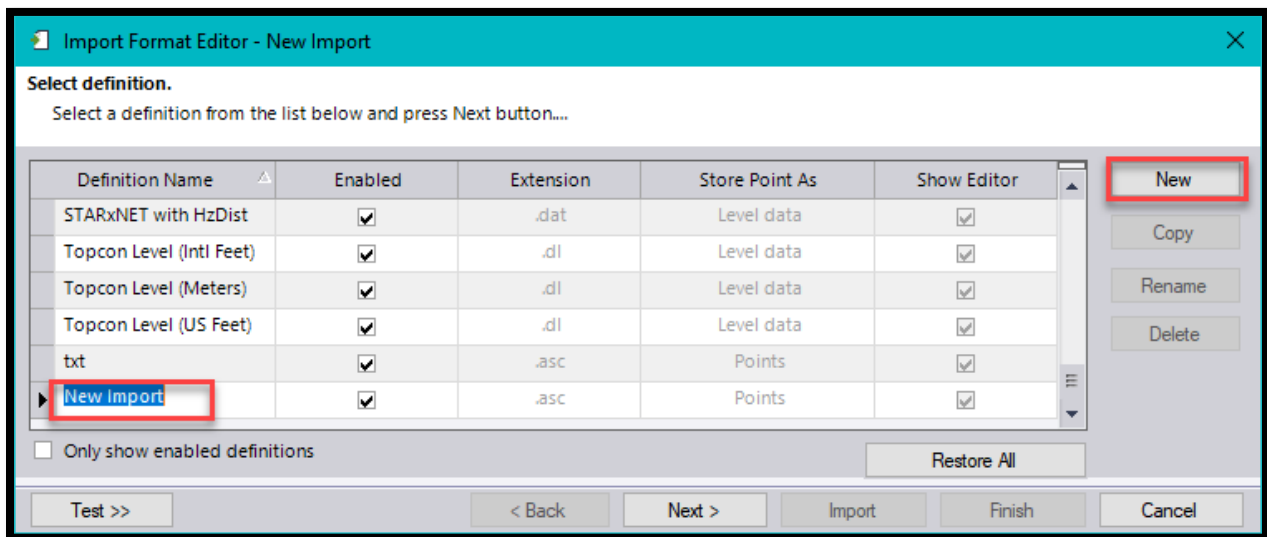 Import Format Editor - New Import
Select definition.
Select a definition from the list below and press Next button....
Definition Name Enabled Extension Store Point As Show Editor New
STARxNET with HzDist .dat Level data
Copy
Topcon Level (Intl Feet) .dl Level data
Topcon Level (Meters) .dl Level data Rename
Topcon Level (US Feet) .dl Level data Delete
txt .asc Points
New Import .asc Points
Only show enabled definitions
Restore All
Test >> < Back Next > Import Finish Cancel